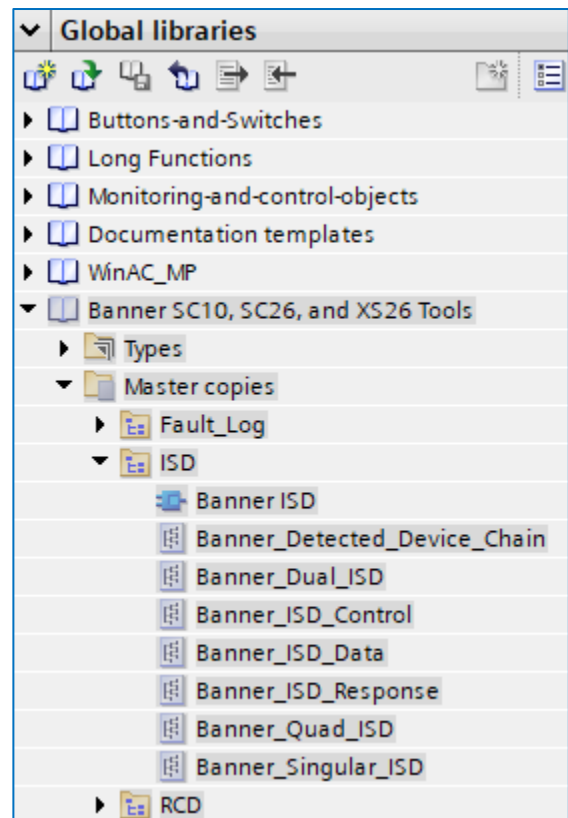 Global libraries
Buttons-and-Switches
Long Functions
Monitoring-and-control-objects
Documentation templates
WinAC_MP
Banner SC10, SC26, and XS26 Tools
Types
Master copies
Fault_Log
ISD
Banner ISD
Banner_Detected_Device_Chain
Banner_Dual_ISD
Banner_ISD_Control
Banner_ISD_Data
Banner_ISD_Response
Banner_Quad_ISD
Banner_Singular_ISD
RCD